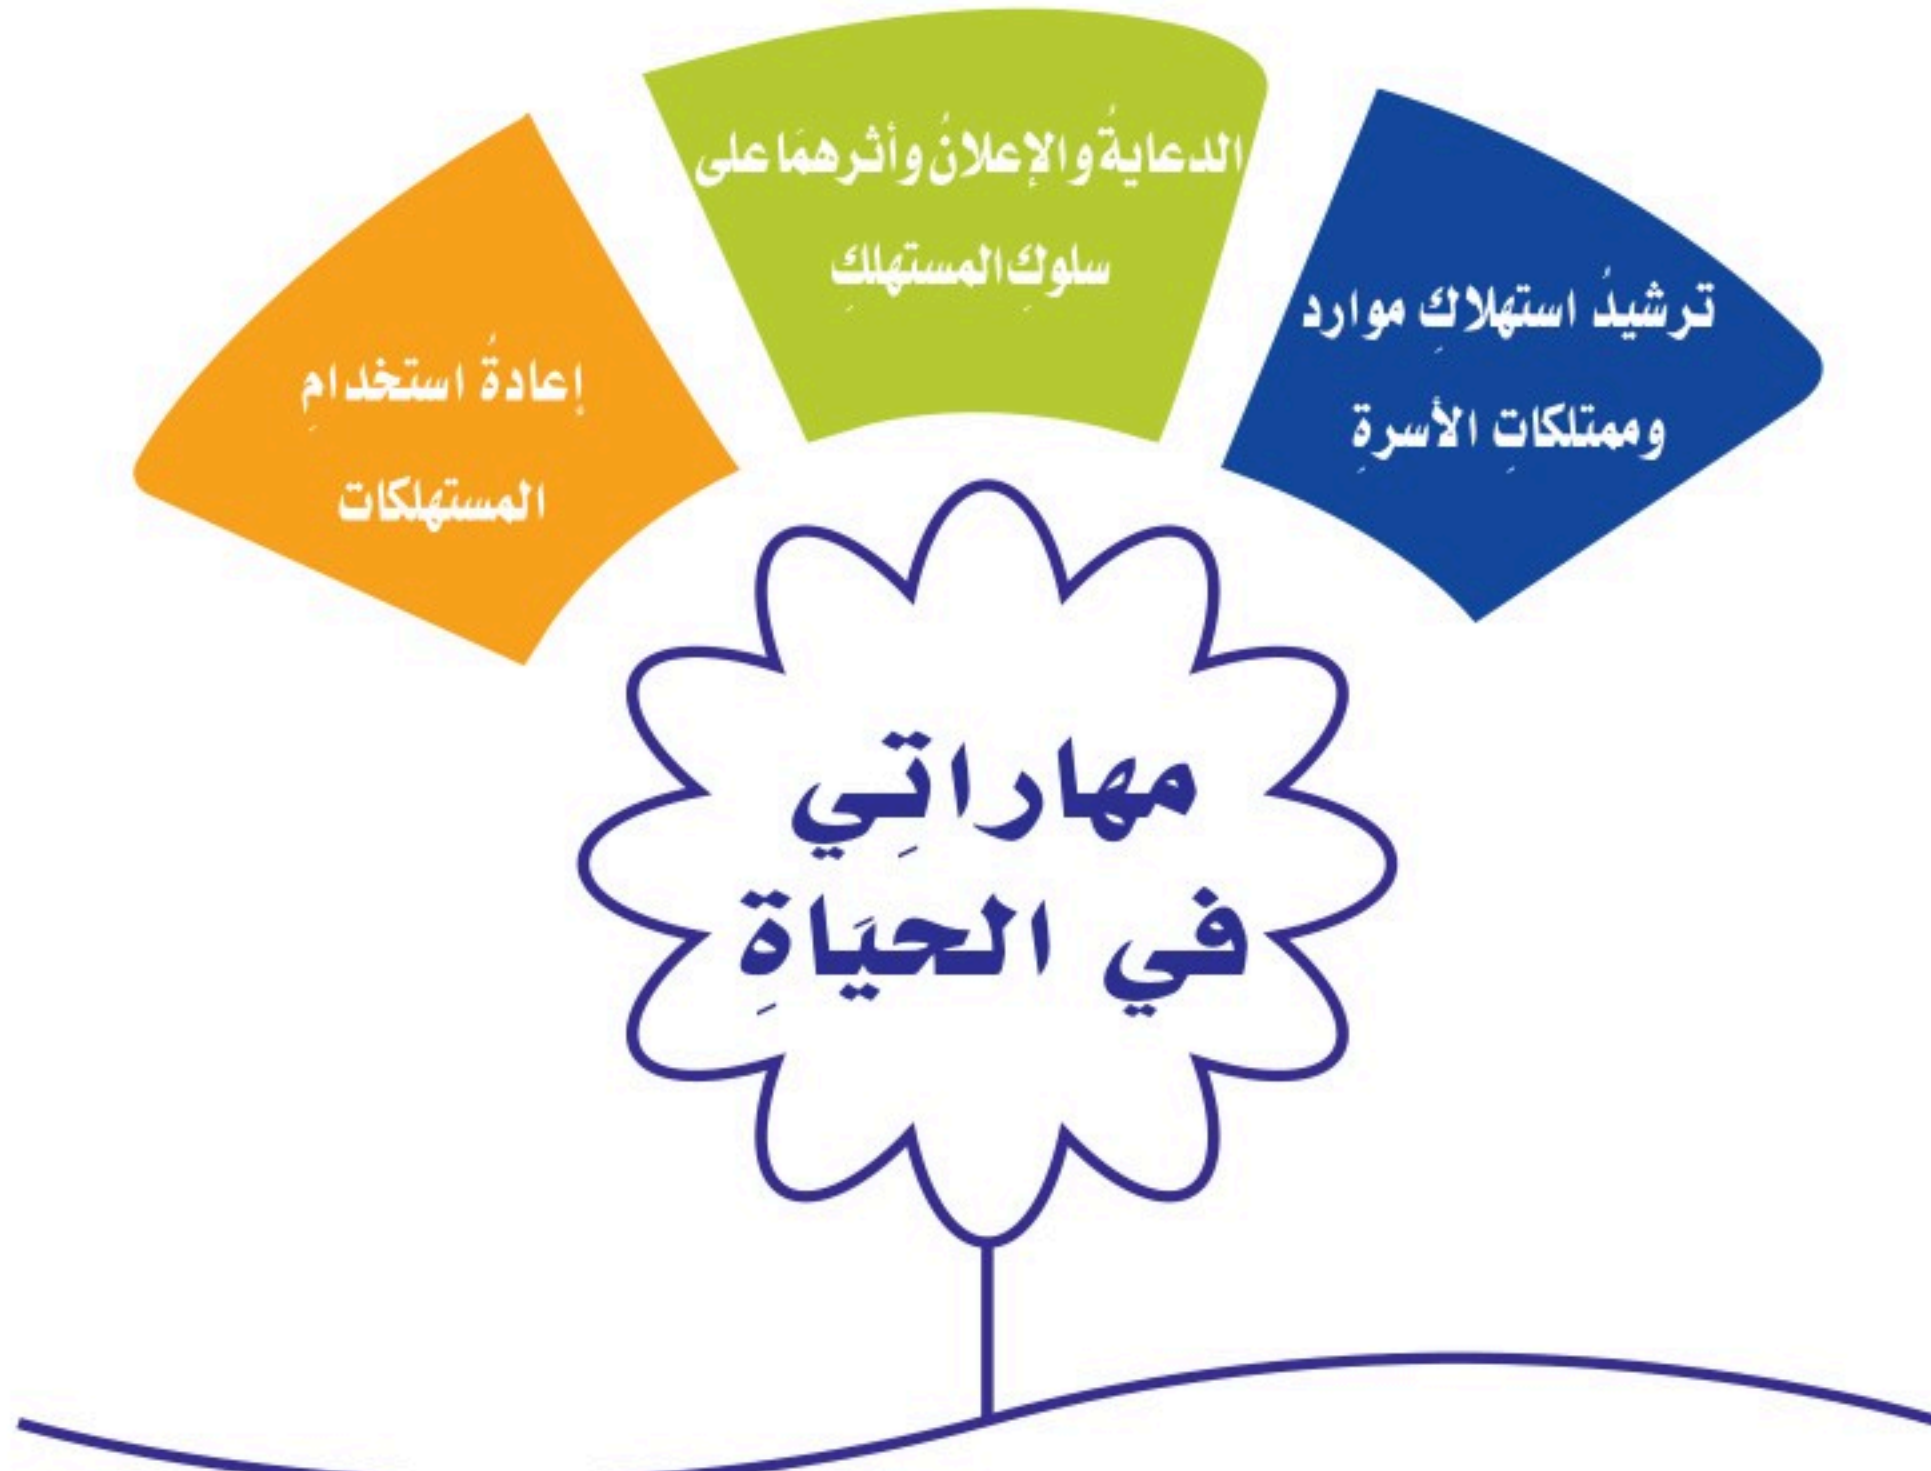 ترشيدُ استهلاكِ موارد
وممتلكاتِ الأسرةِ
الدعايةُ والإعلانُ وأثرهمَا على
سلوكِ المستهلكِ
إعادةُ استخدامِ
المستهلكات
مهاراتِي
في الحيَاةِ